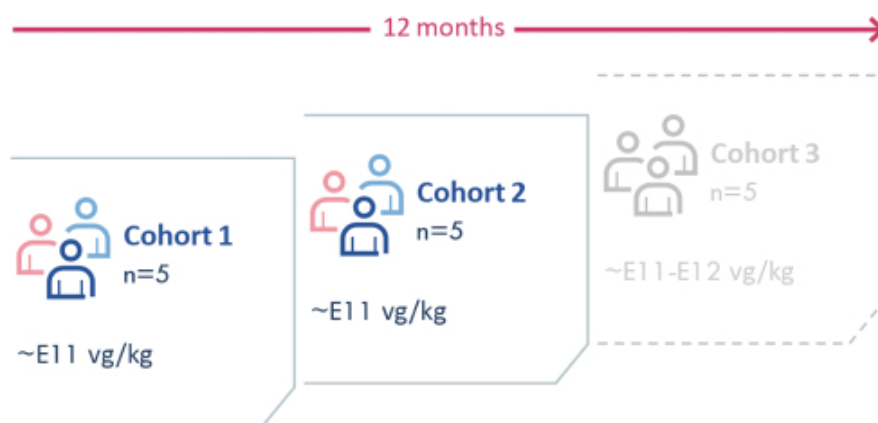 12 months
Cohort 1
n=5
~E11 vg/kg
Cohort 2
n=5
~E11 vg/kg
Cohort 3
n=5
~E11-E12 vg/kg